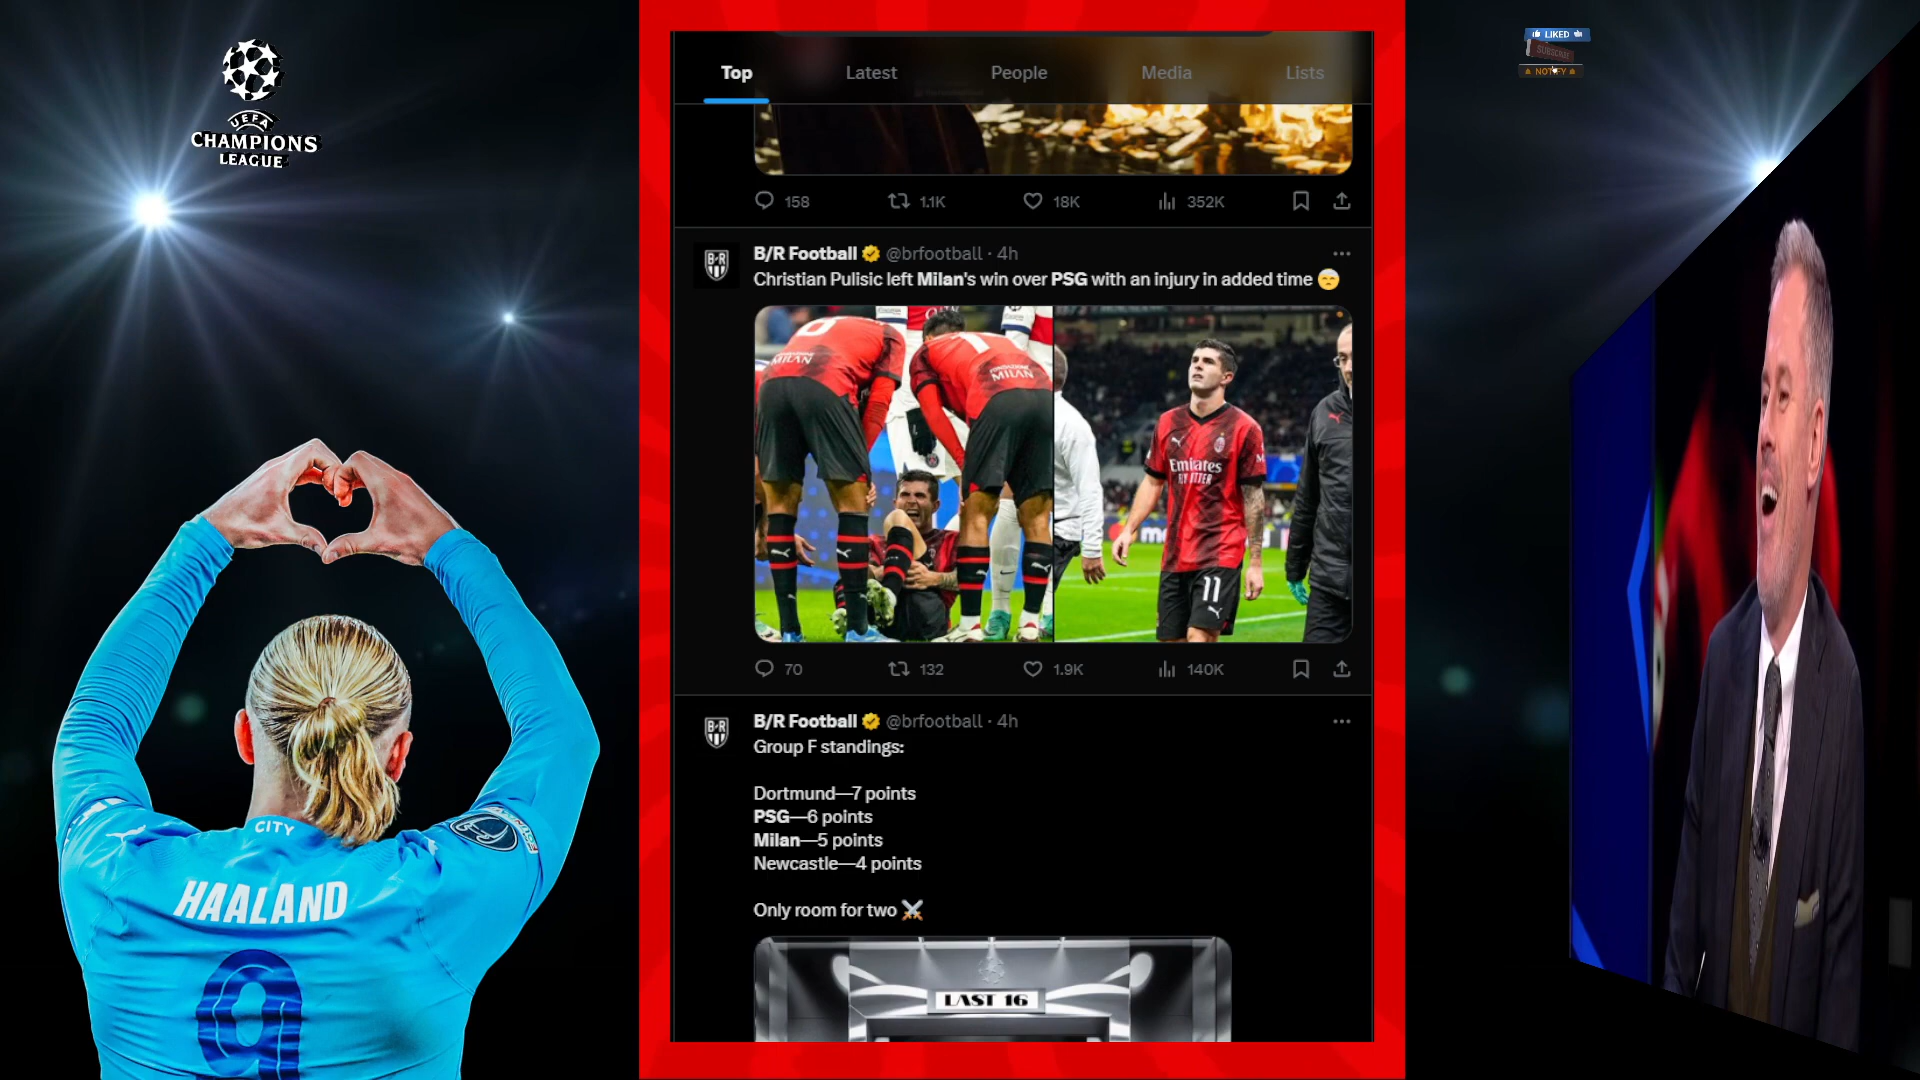 UEFA
CHAMPIONS
LEAGUE
CITY
HAALAND
9
Top
Latest
People
Media
Lists
158
1.1K
18K
352K
B/R Football @brfootball · 4h
Christian Pulisic left Milan's win over PSG with an injury in added time
MILAN
MILAN
Emirates
FLY BETTER
11
70
132
1.9K
140K
B/R Football @brfootball · 4h
Group F standings:
Dortmund—7 points
PSG—6 points
Milan—5 points
Newcastle—4 points
Only room for two
LAST 16
LIKED
SUBSCRIBE
NOTIFY